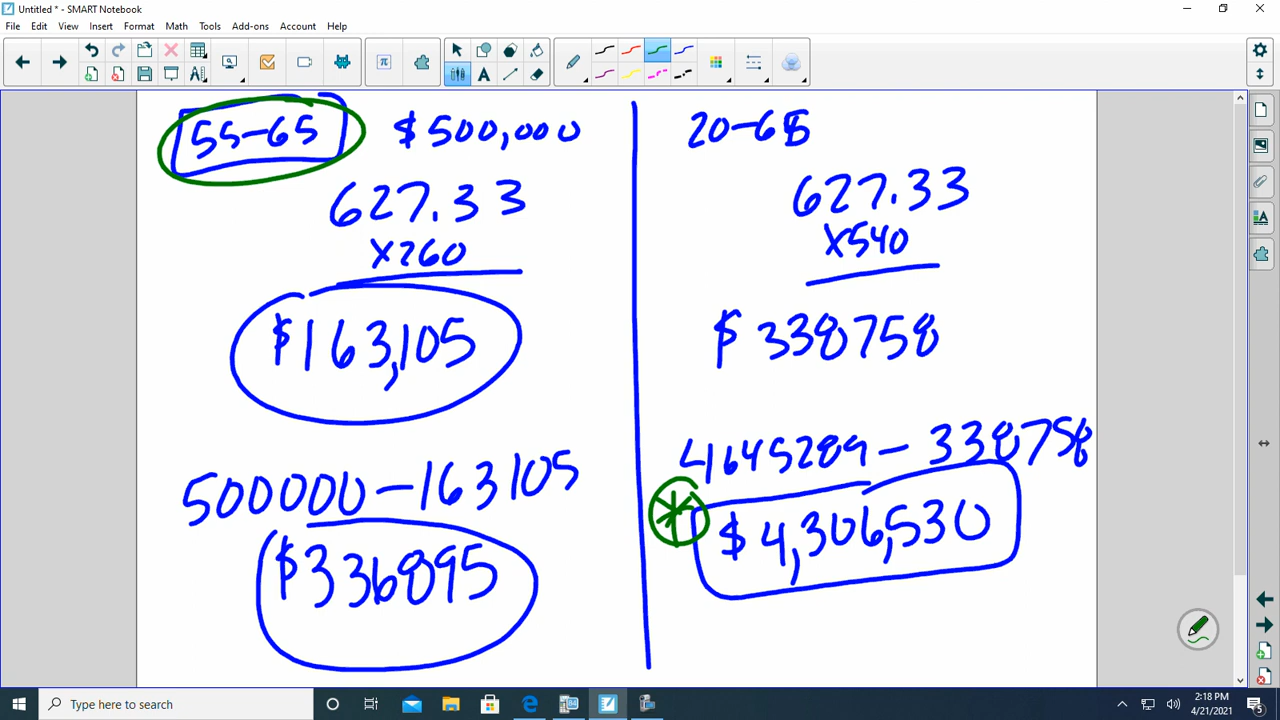 Untitled * - SMART Notebook
File Edit View Insert Format Math Tools Add-ons Account Help
55-65 $500,000
627.33
x260
$163,105
500000-163105
$336895
20-65
627.33
x540
$338758
4645289-338758
* $4,306,530
Type here to search
2:18 PM
4/21/2021
5